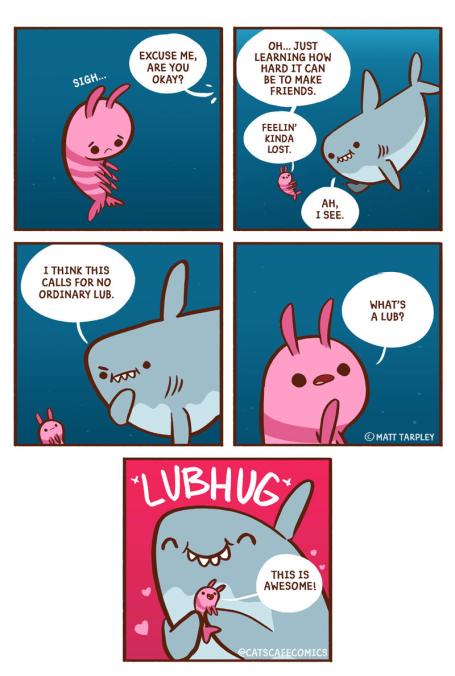 SIGH...
EXCUSE ME,
ARE YOU
OKAY?
OH... JUST
LEARNING HOW
HARD IT CAN
BE TO MAKE
FRIENDS.
FEELIN'
KINDA
LOST.
AH,
I SEE.
I THINK THIS
CALLS FOR NO
ORDINARY LUB.
WHAT'S
A LUB?
© MATT TARPLEY
LUBHUG
THIS IS
AWESOME!
@CATSCAFECOMICS